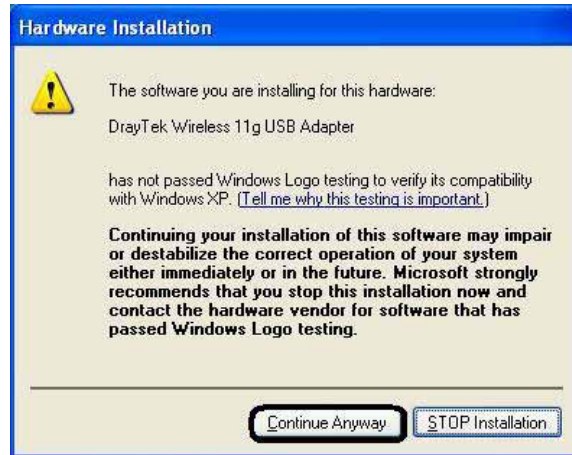 Hardware Installation
The software you are installing for this hardware:
DrayTek Wireless 11g USB Adapter
has not passed Windows Logo testing to verify its compatibility
with Windows XP. (Tell me why this testing is important.)
Continuing your installation of this software may impair
or destabilize the correct operation of your system
either immediately or in the future. Microsoft strongly
recommends that you stop this installation now and
contact the hardware vendor for software that has
passed Windows Logo testing.
Continue Anyway
STOP Installation